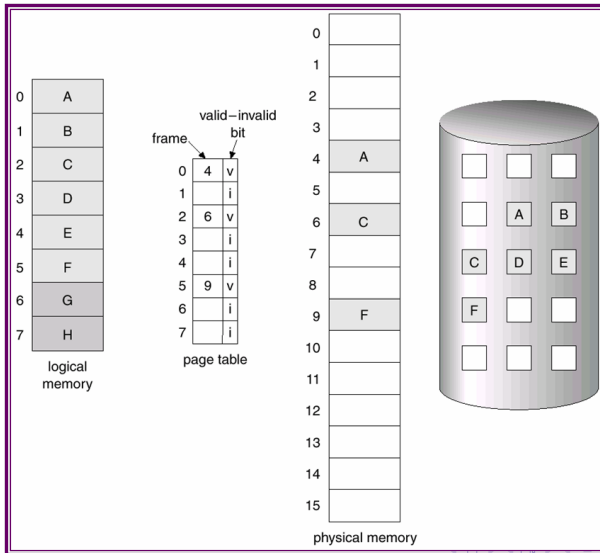 0 A
1 B
2 C
3 D
4 E
5 F
6 G
7 H
logical
memory
valid–invalid
bit
frame
0 4 v
1 i
2 6 v
3 i
4 i
5 9 v
6 i
7 i
page table
0
1
2
3
4 A
5
6 C
7
8
9 F
10
11
12
13
14
15
physical memory
A B
C D E
F